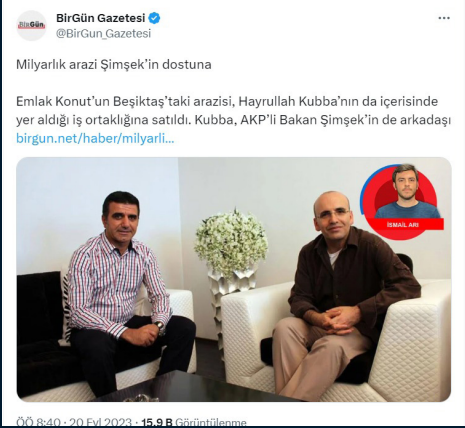 BirGün Gazetesi
@BirGun_Gazetesi
Milyarlık arazi Şimşek'in dostuna
Emlak Konut'un Beşiktaş'taki arazisi, Hayrullah Kubba'nın da içerisinde
yer aldığı iş ortaklığına satıldı. Kubba, AKP'li Bakan Şimşek'in de arkadaşı
birgun.net/haber/milyarli...
İSMAİL ARI
ÖÖ 8:40 · 20 Eyl 2023 · 15,9 B Görüntülenme